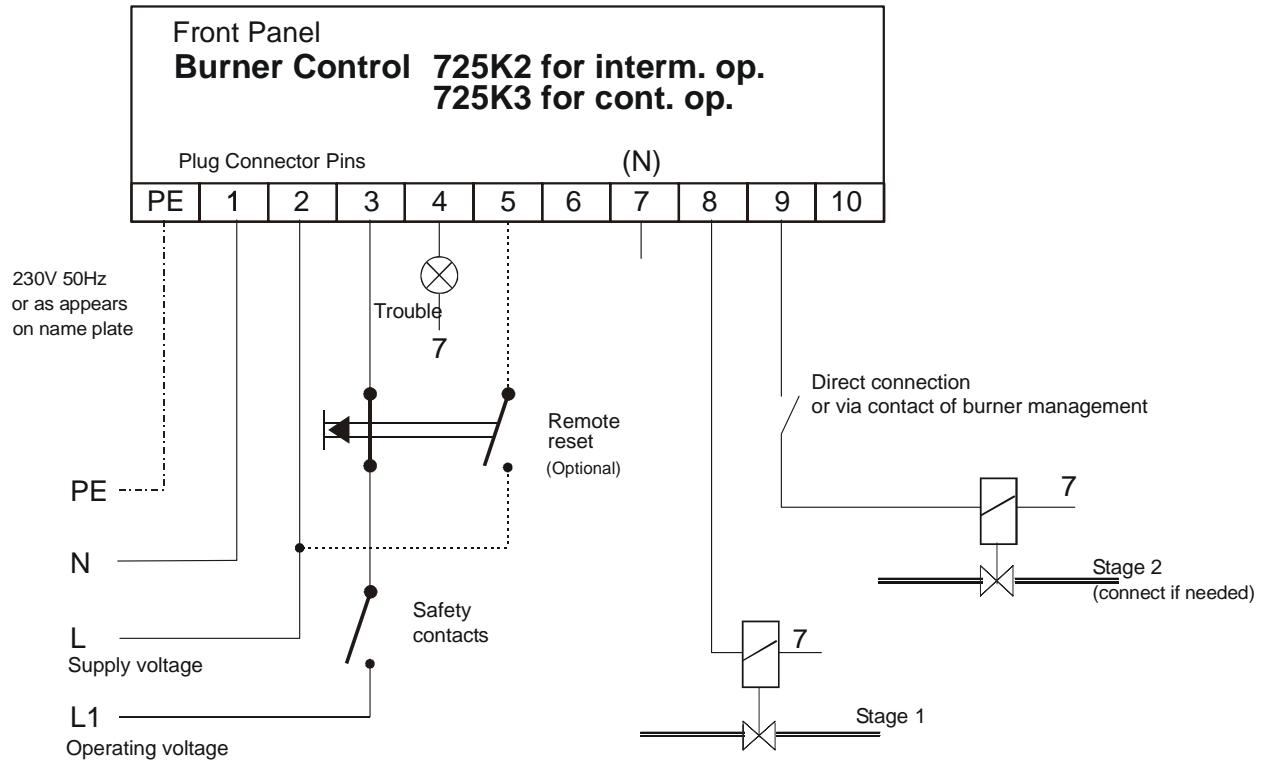 Front Panel
Burner Control 725K2 for interm. op.
725K3 for cont. op.
Plug Connector Pins
(N)
PE 1 2 3 4 5 6 7 8 9 10
230V 50Hz
or as appears
on name plate
Trouble
7
Direct connection
or via contact of burner management
Remote
reset
(Optional)
PE
7
N
Stage 2
(connect if needed)
Safety
contacts
L
Supply voltage
7
L1
Operating voltage
Stage 1